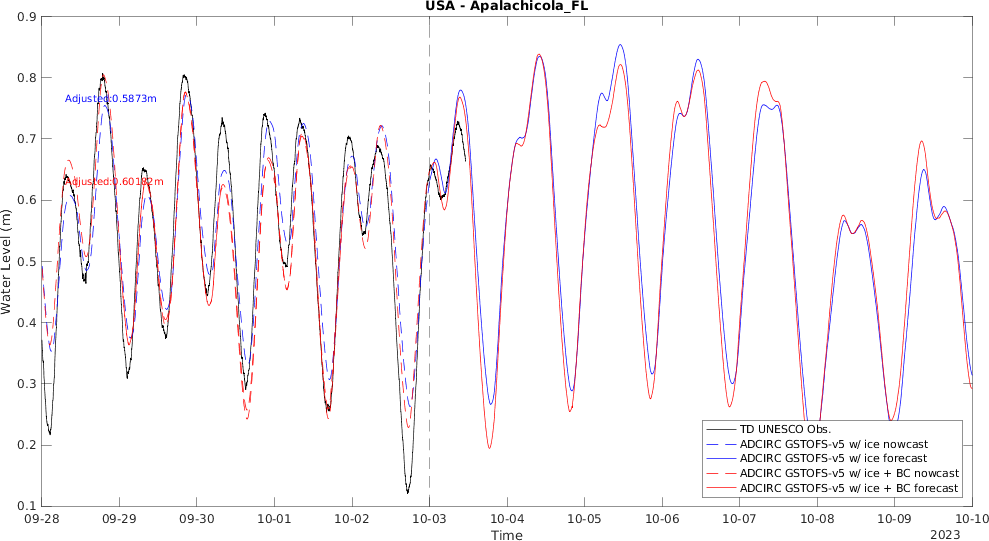 USA - Apalachicola_FL
0.9
0.8
0.7
0.6
0.5
0.4
0.3
0.2
0.1
Water Level (m)
Adjusted:0.5873m
Adjusted:0.60182m
TD UNESCO Obs.
ADCIRC GSTOFS-v5 w/ ice nowcast
ADCIRC GSTOFS-v5 w/ ice forecast
ADCIRC GSTOFS-v5 w/ ice + BC nowcast
ADCIRC GSTOFS-v5 w/ ice + BC forecast
09-28 09-29 09-30 10-01 10-02 10-03 10-04 10-05 10-06 10-07 10-08 10-09 10-10
Time
2023